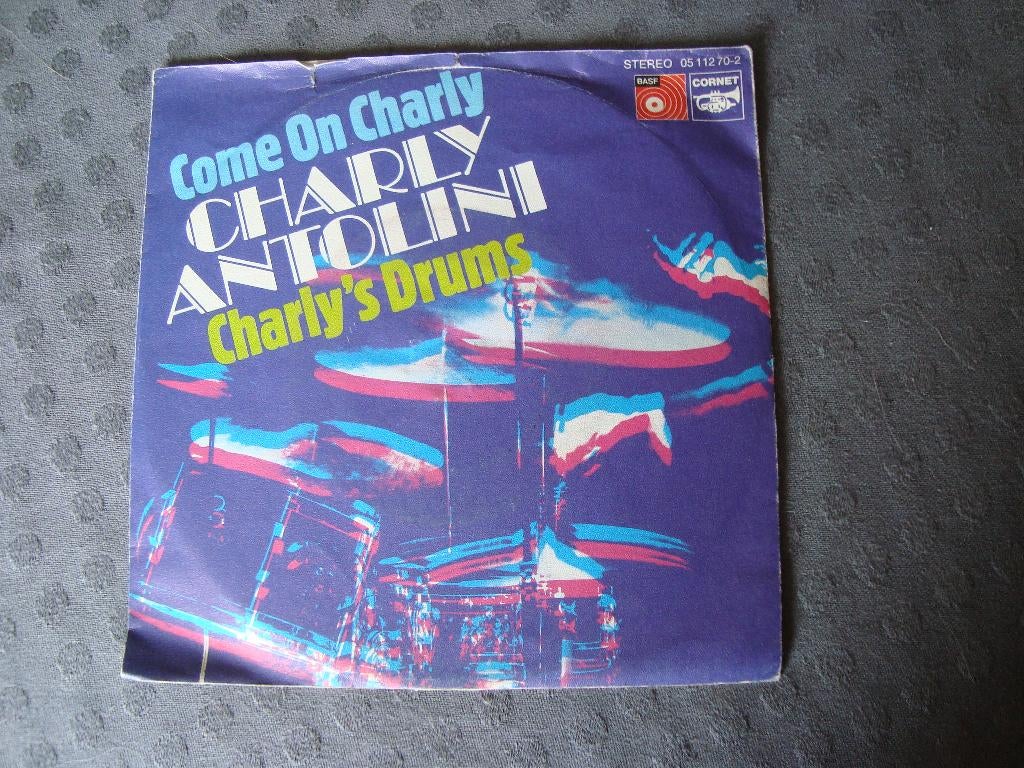 STEREO 05 11270-2
BASF
CORNET
Come On Charly
CHARLY
ANTOLINI
Charly's Drums